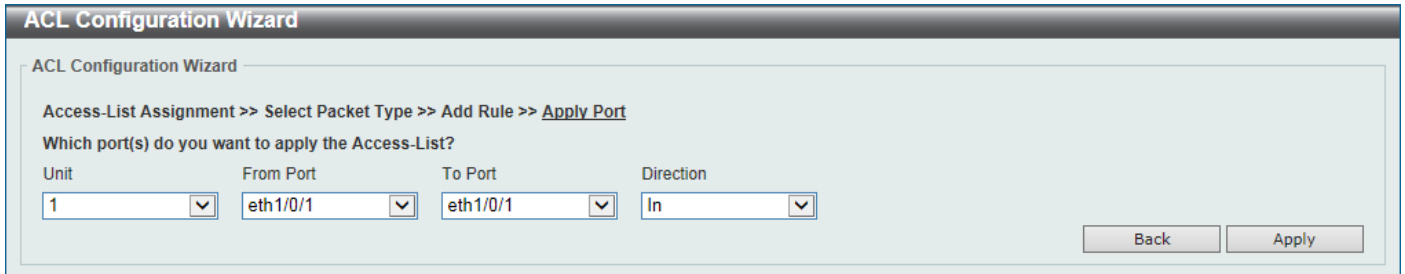 ACL Configuration Wizard
ACL Configuration Wizard
Access-List Assignment >> Select Packet Type >> Add Rule >> Apply Port
Which port(s) do you want to apply the Access-List?
Unit From Port To Port Direction
1 eth1/0/1 eth1/0/1 In
Back Apply